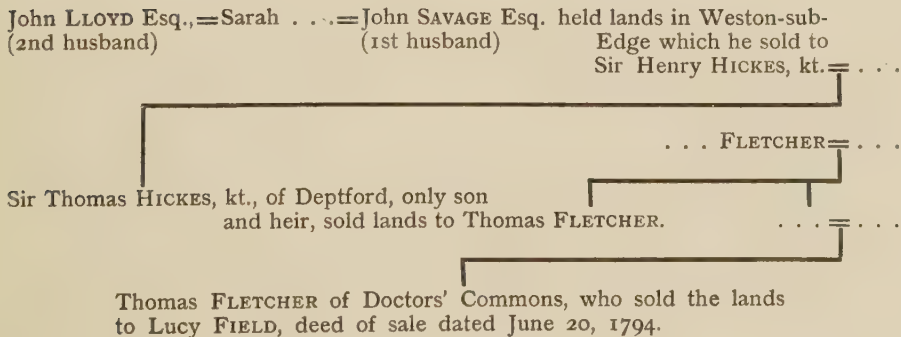 John LLOYD Esq., = Sarah . . . = John SAVAGE Esq. held lands in Weston-sub-
(2nd husband) (1st husband) Edge which he sold to
Sir Henry HICKES, kt. = . . .
. . . FLETCHER = . . .
Sir Thomas HICKES, kt., of Deptford, only son
and heir, sold lands to Thomas FLETCHER. . . . = . . .
Thomas FLETCHER of Doctors' Commons, who sold the lands
to Lucy FIELD, deed of sale dated June 20, 1794.